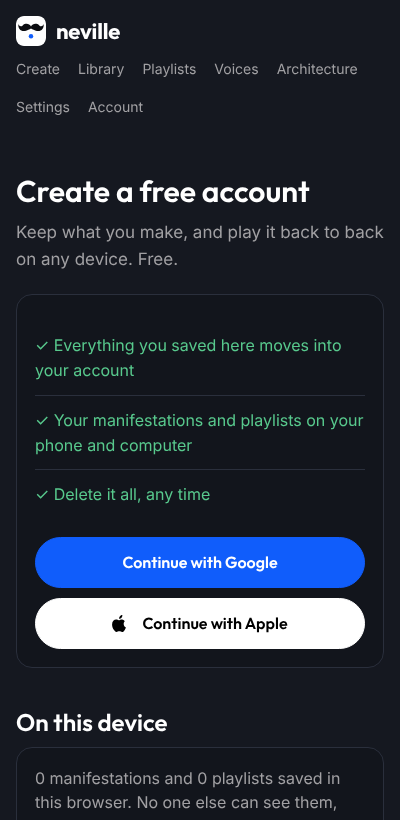 neville
Create Library Playlists Voices Architecture
Settings Account
Create a free account
Keep what you make, and play it back to back
on any device. Free.
✓ Everything you saved here moves into
your account
✓ Your manifestations and playlists on your
phone and computer
✓ Delete it all, any time
Continue with Google
Continue with Apple
On this device
0 manifestations and 0 playlists saved in
this browser. No one else can see them,